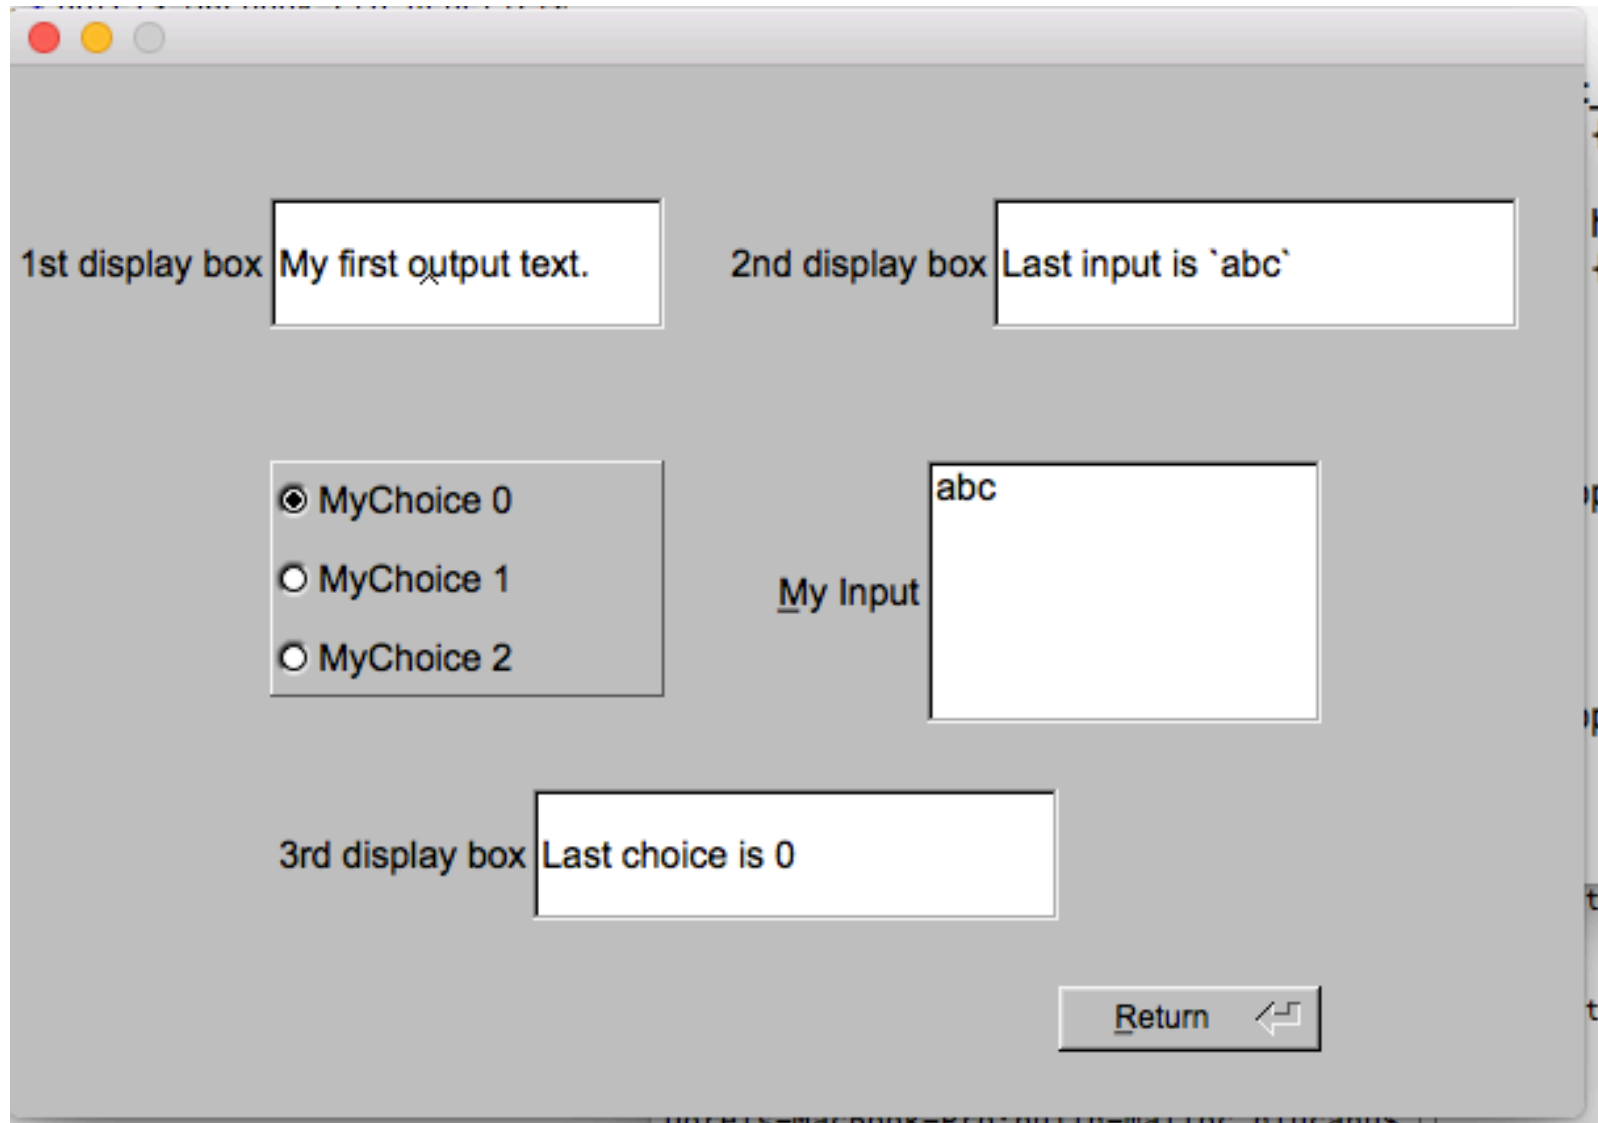 1st display box My first output text. 2nd display box Last input is `abc`
MyChoice 0
MyChoice 1
MyChoice 2
My Input abc
3rd display box Last choice is 0
Return